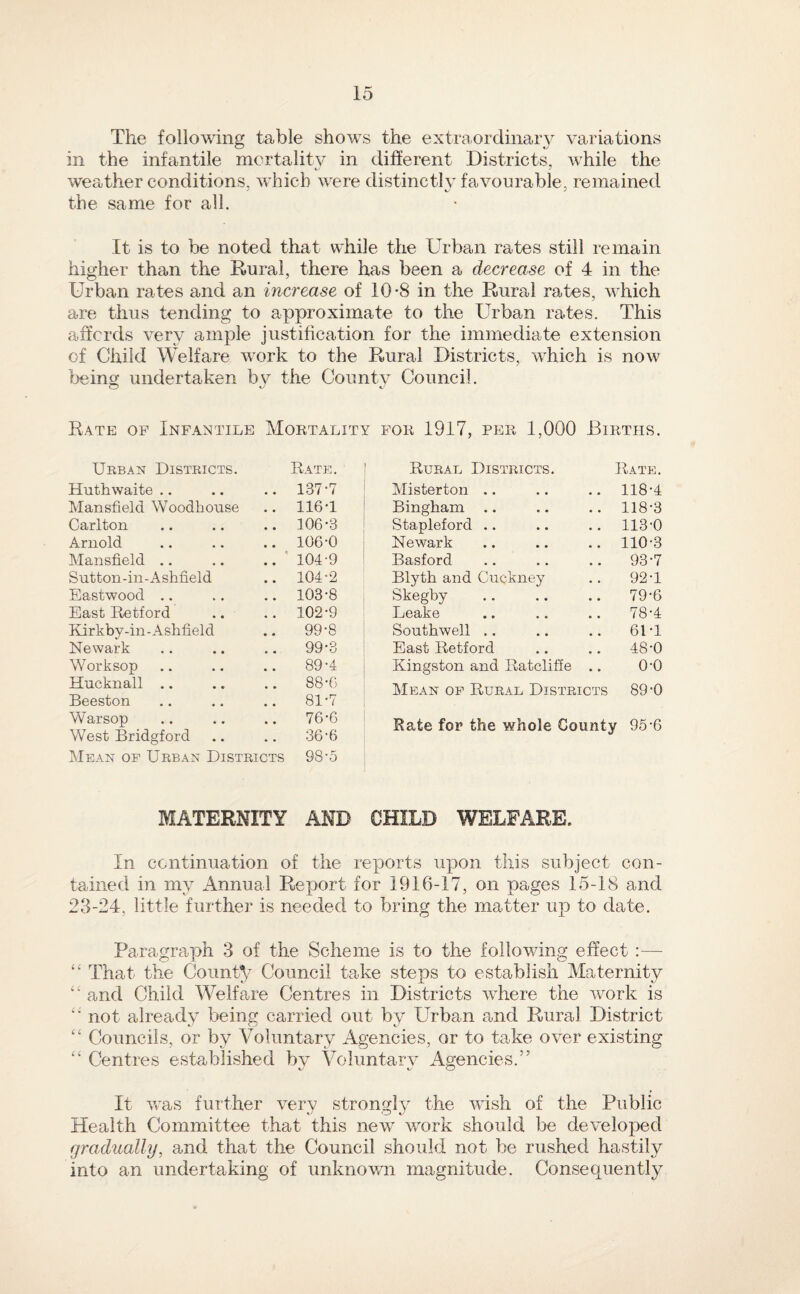 15
The following table shows the extraordinary variations
in the infantile mortality in different Districts, while the
weather conditions, which were distinctly favourable, remained
the same for all.
It is to be noted that while the Urban rates still remain
higher than the Rural, there has been a decrease of 4 in the
Urban rates and an increase of 10·8 in the Rural rates, which
are thus tending to approximate to the Urban rates. This
affords very ample justification for the immediate extension
of Child Welfare work to the Rural Districts, which is now
being undertaken by the County Council.
Rate of Infantile Mortality for 1917, per 1,000 Births.
Urban Districts. Rate.
Huthwaite .. .. .. 137·7
Mansfield Woodhouse .. 116·1
Carlton .. .. .. 106·3
Arnold .. .. .. 106·0
Mansfield .. .. .. 104·9
Sutton-in-Ashfield .. 104·2
Eastwood .. .. .. 103·8
East Retford .. .. 102·9
Kirkby-in-Ashfield .. 99·8
Newark .. .. .. 99·3
Worksop .. .. .. 89·4
Hucknall .. .. .. 88·6
Beeston .. .. .. 81·7
Warsop .. .. .. 76·6
West Bridgford .. .. 36·6
Mean of Urban Districts 98·5
Rural Districts. Rate.
Misterton .. .. .. 118·4
Bingham .. .. .. 118·3
Stapleford .. .. .. 113·0
Newark .. .. .. 110·3
Basford .. .. .. 93·7
Blyth and Cuckney .. 92·1
Skegby .. .. .. 79·6
Leake .. .. .. 78·4
Southwell .. .. .. 61·1
East Retford .. .. 48·0
Kingston and Ratcliffe .. 0·0
Mean of Rural Districts 89·0
Rate for the whole County 95·6
MATERNITY AND CHILD WELFARE.
In continuation of the reports upon this subject con-
tained in my Annual Report for 1916-17, on pages 15-18 and
23-24, little further is needed to bring the matter up to date.
Paragraph 3 of the Scheme is to the following effect :—
“ That the County Council take steps to establish Maternity
“ and Child Welfare Centres in Districts where the work is
“ not already being carried out by Urban and Rural District
“ Councils, or by Voluntary Agencies, or to take over existing
“ Centres established by Voluntary Agencies.”
It was further very strongly the wish of the Public
Health Committee that this new work should be developed
gradually, and that the Council should not be rushed hastily
into an undertaking of unknown magnitude. Consequently